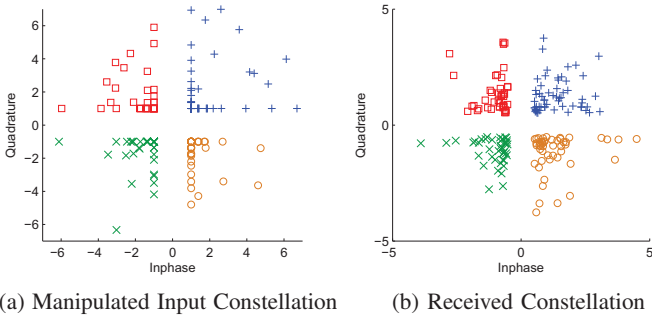 6
4
2
0
−2
−4
−6
Quadrature
−6 −4 −2 0 2 4 6
Inphase
(a) Manipulated Input Constellation
5
0
−5
Quadrature
−5 0 5
Inphase
(b) Received Constellation